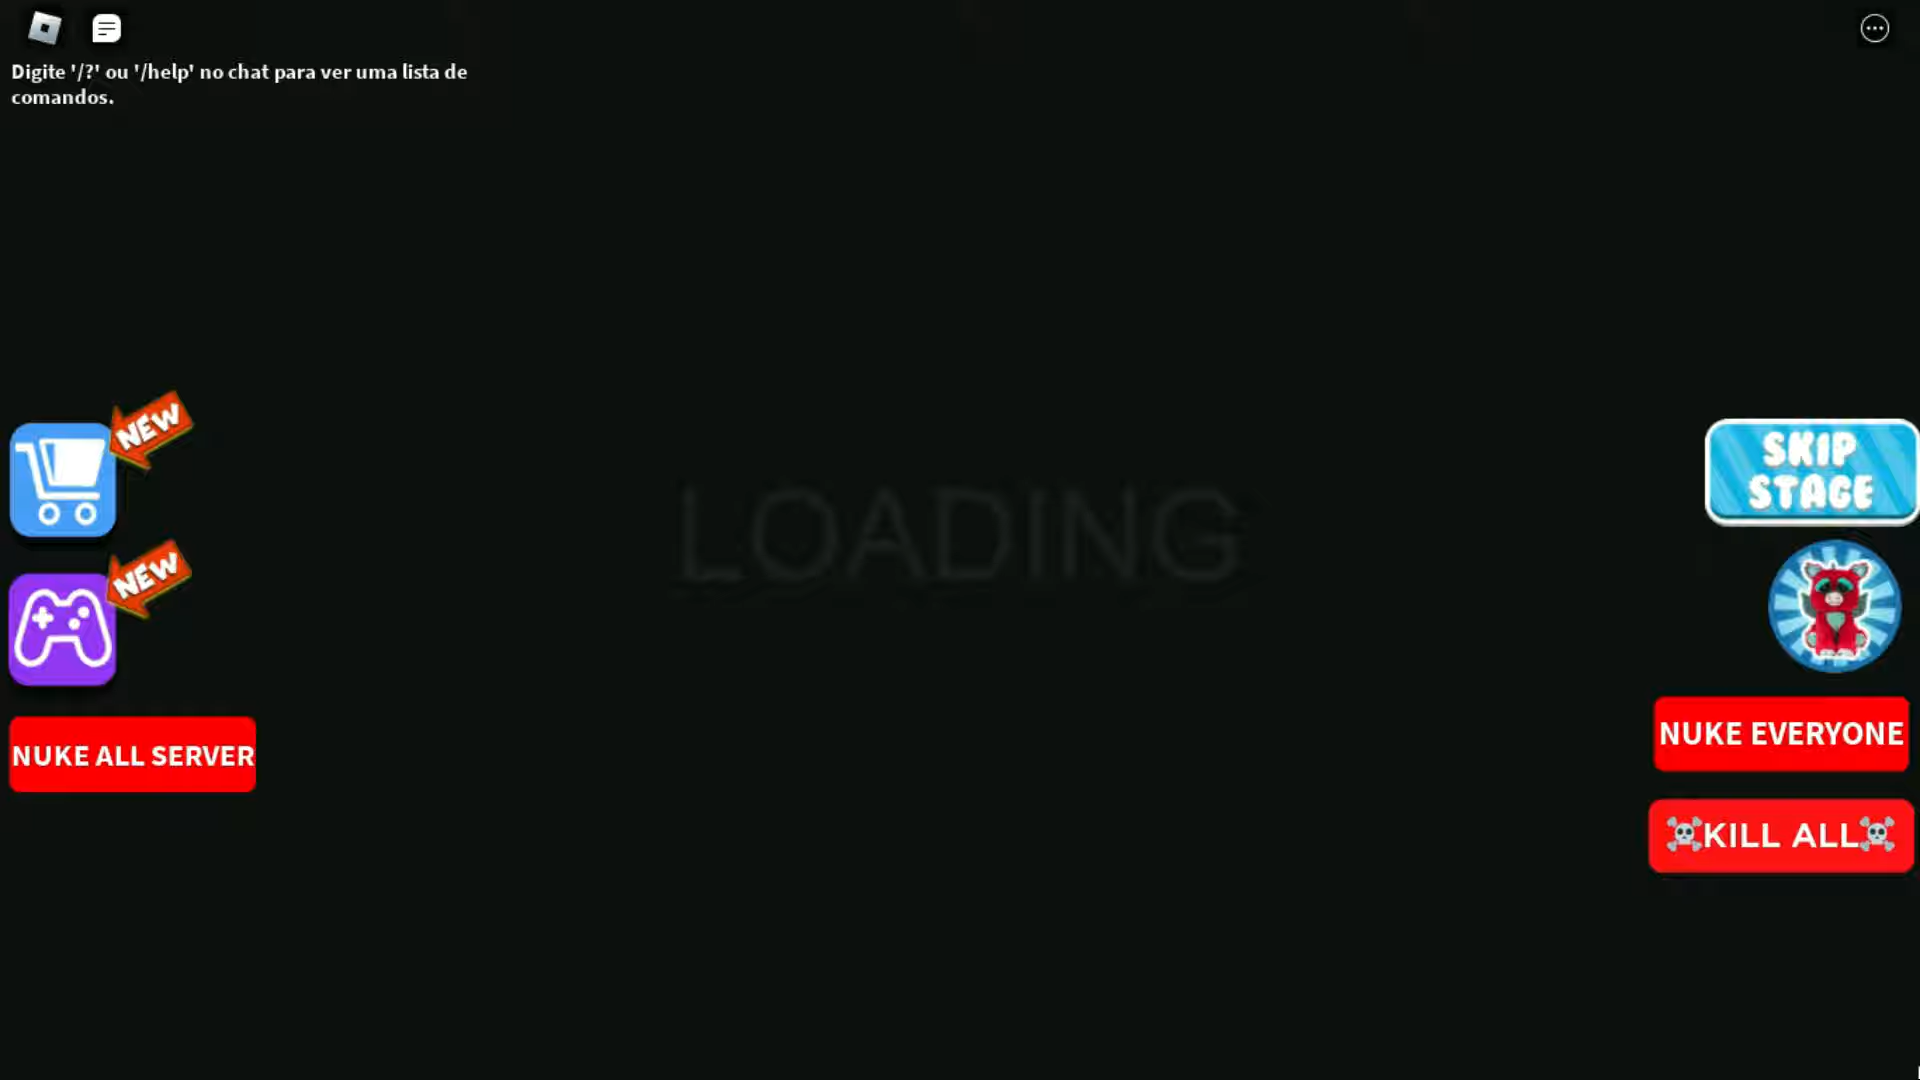 Digite '/?' ou '/help' no chat para ver uma lista de
comandos.
NEW
SKIP
STAGE
LOADING
NEW
NUKE ALL SERVER
NUKE EVERYONE
☠KILL ALL☠